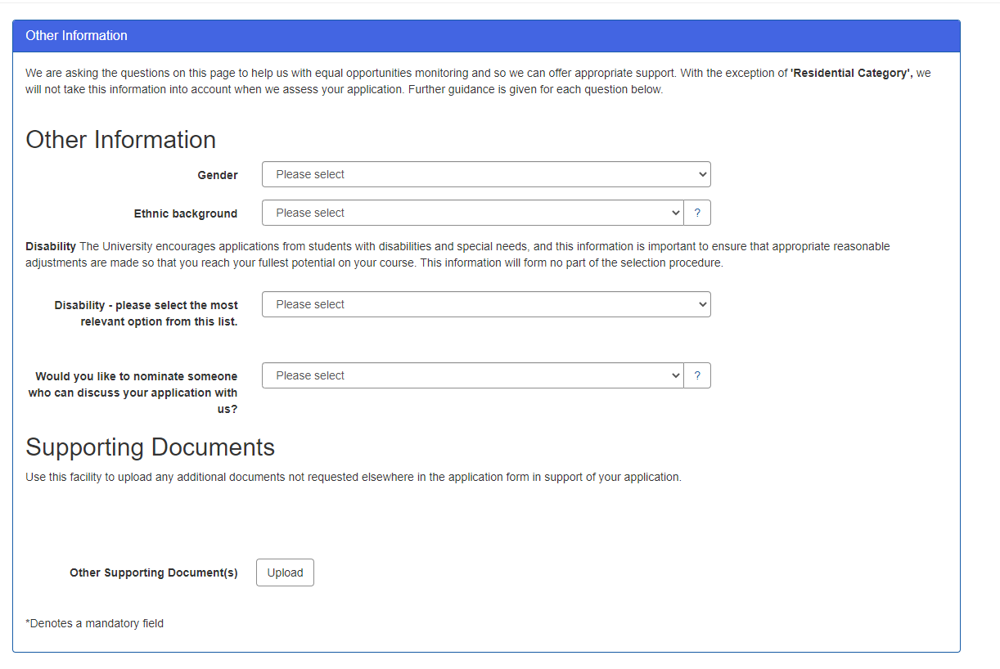 Other Information
We are asking the questions on this page to help us with equal opportunities monitoring and so we can offer appropriate support. With the exception of 'Residential Category', we
will not take this information into account when we assess your application. Further guidance is given for each question below.
Other Information
Gender
Please select
Ethnic background
Please select
?
Disability The University encourages applications from students with disabilities and special needs, and this information is important to ensure that appropriate reasonable
adjustments are made so that you reach your fullest potential on your course. This information will form no part of the selection procedure.
Disability - please select the most
relevant option from this list.
Please select
Would you like to nominate someone
who can discuss your application with
us?
Please select
?
Supporting Documents
Use this facility to upload any additional documents not requested elsewhere in the application form in support of your application.
Other Supporting Document(s)
Upload
*Denotes a mandatory field